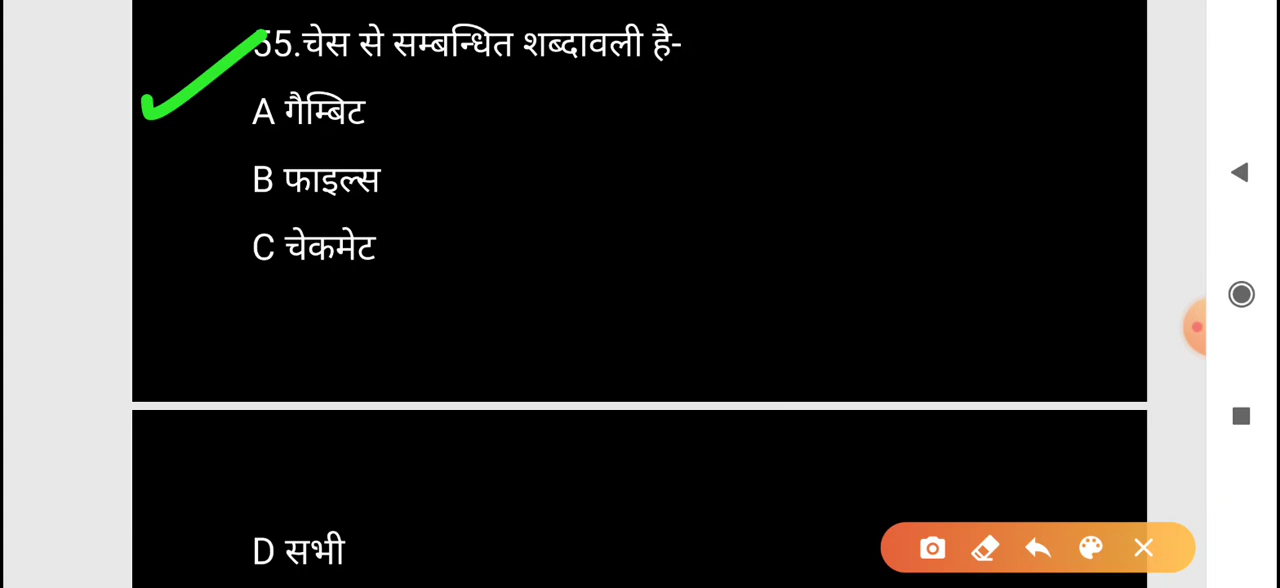 55.चेस से सम्बन्धित शब्दावली है-
A गैम्बिट
B फाइल्स
C चेकमेट
D सभी